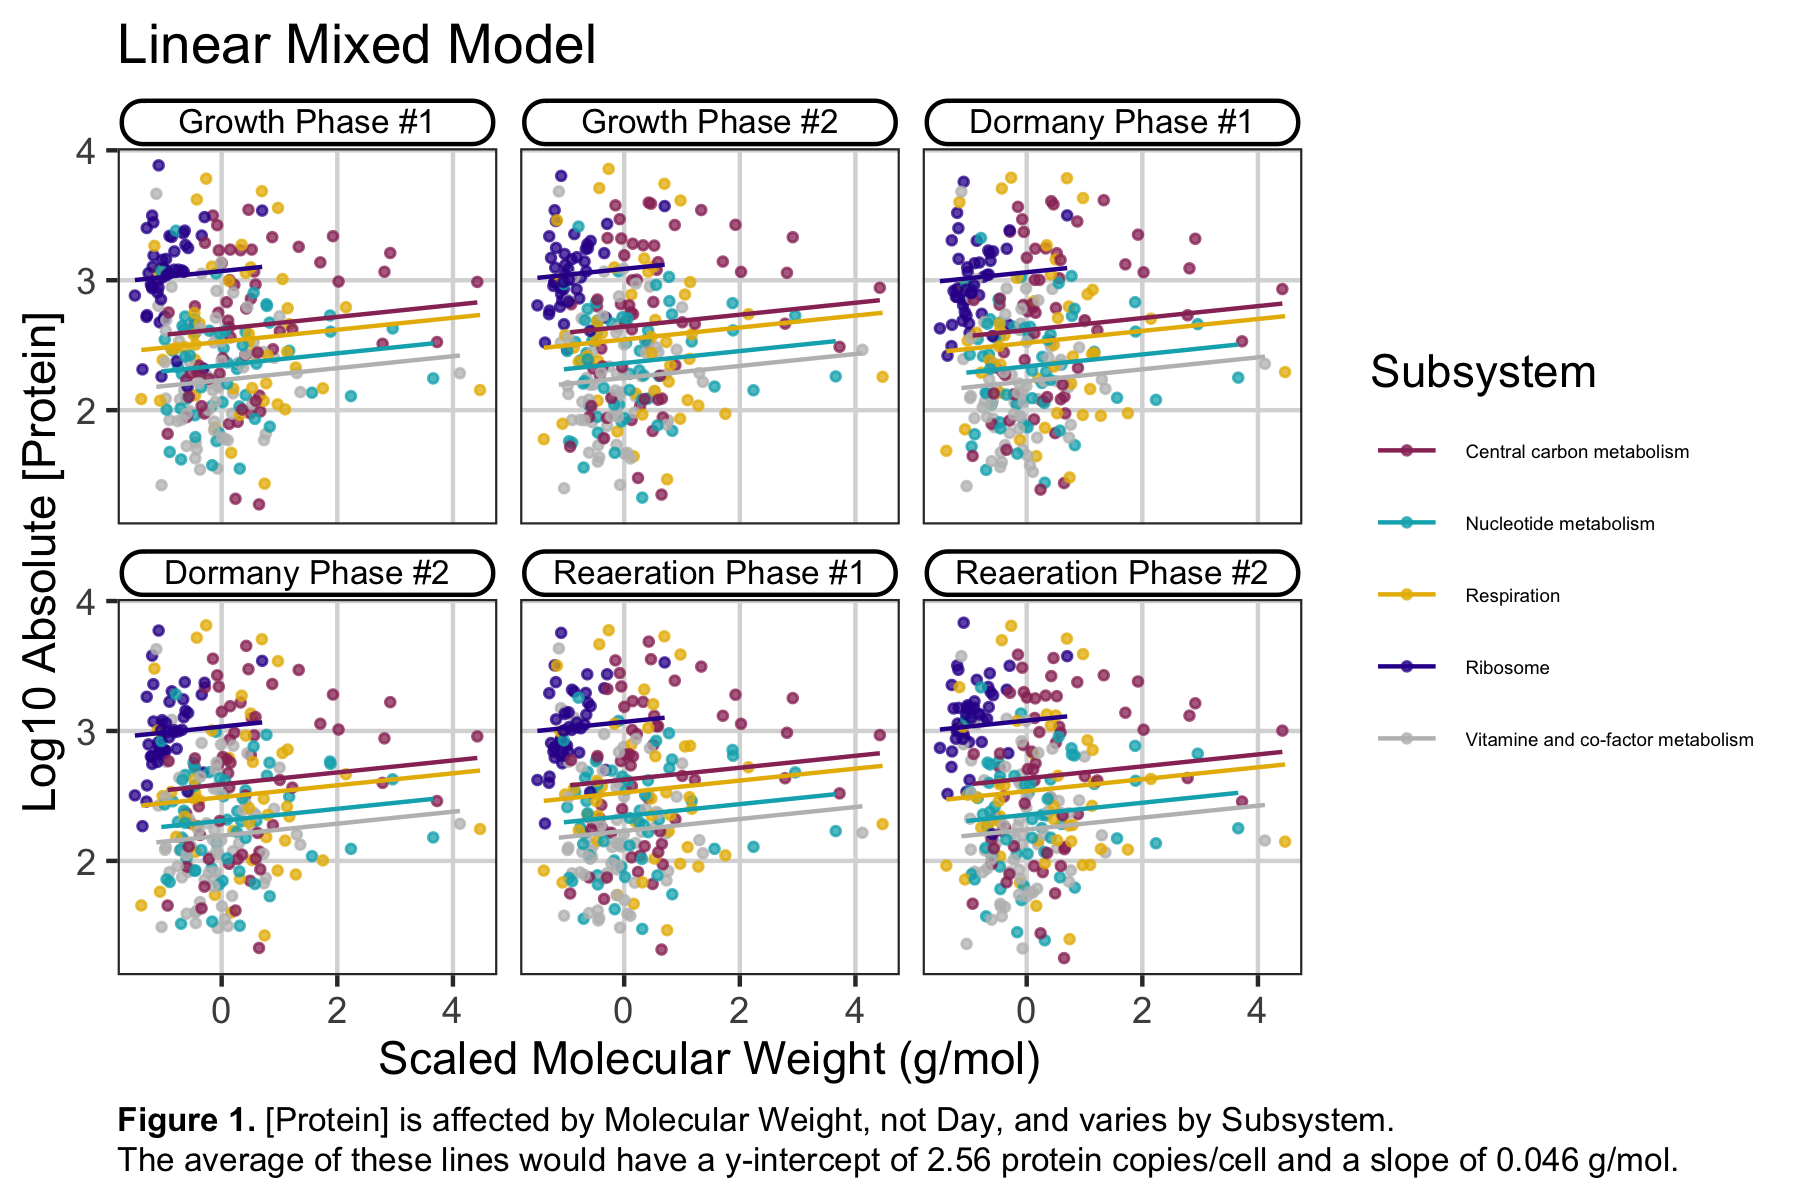 Linear Mixed Model
Growth Phase #1
Growth Phase #2
Dormany Phase #1
4
3
2
Dormany Phase #2
Reaeration Phase #1
Reaeration Phase #2
4
3
2
0 2 4
0 2 4
0 2 4
Log10 Absolute [Protein]
Scaled Molecular Weight (g/mol)
Subsystem
Central carbon metabolism
Nucleotide metabolism
Respiration
Ribosome
Vitamine and co-factor metabolism
Figure 1. [Protein] is affected by Molecular Weight, not Day, and varies by Subsystem.
The average of these lines would have a y-intercept of 2.56 protein copies/cell and a slope of 0.046 g/mol.